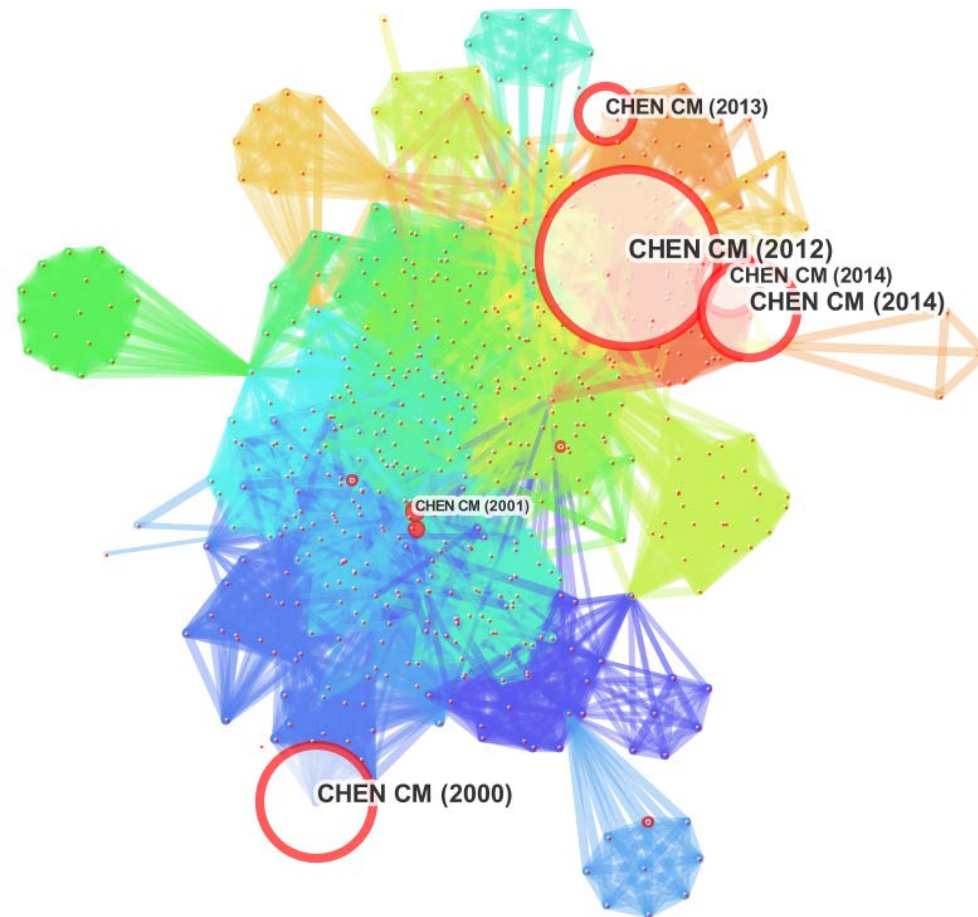 CHEN CM (2013)
CHEN CM (2012)
CHEN CM (2014)
CHEN CM (2014)
CHEN CM (2001)
CHEN CM (2000)